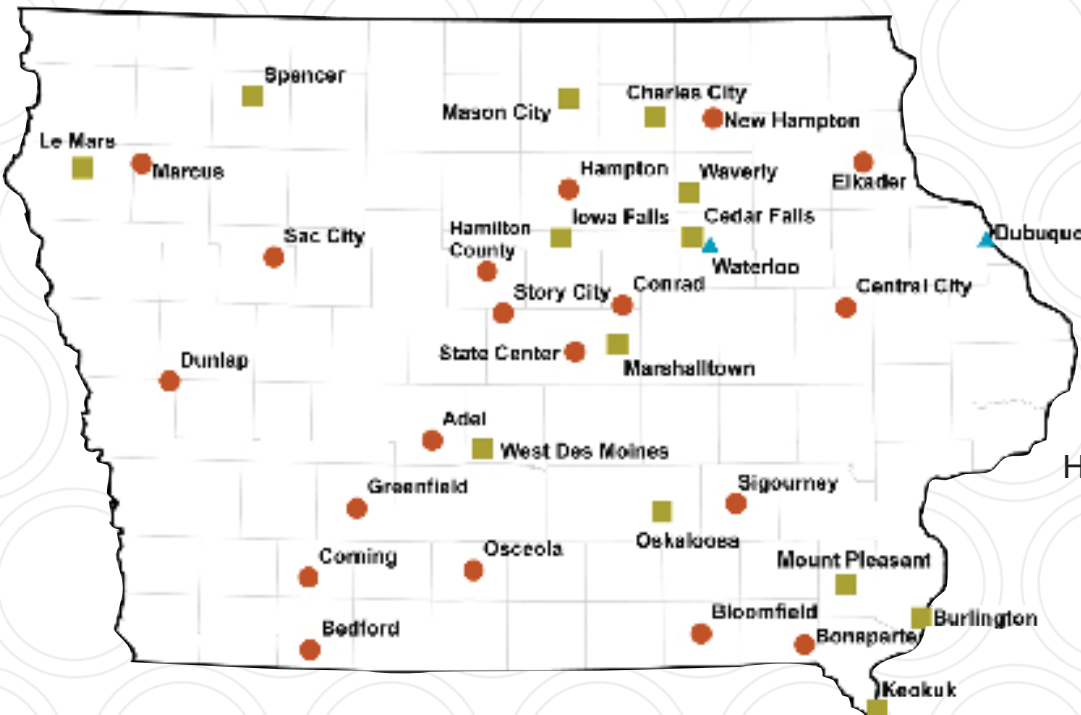 Spencer
Charles City
Mason City
New Hampton
Le Mars
Marcus
Hampton
Waverly
Elkader
Iowa Falls
Cedar Falls
Hamilton
County
Sac City
Dubuque
Waterloo
Story City
Conrad
Central City
State Center
Marshalltown
Dunlap
Adel
West Des Moines
H
Greenfield
Sigourney
Oskaloosa
Corning
Osceola
Mount Pleasant
Bedford
Bloomfield
Burlington
Bonaparte
Keokuk